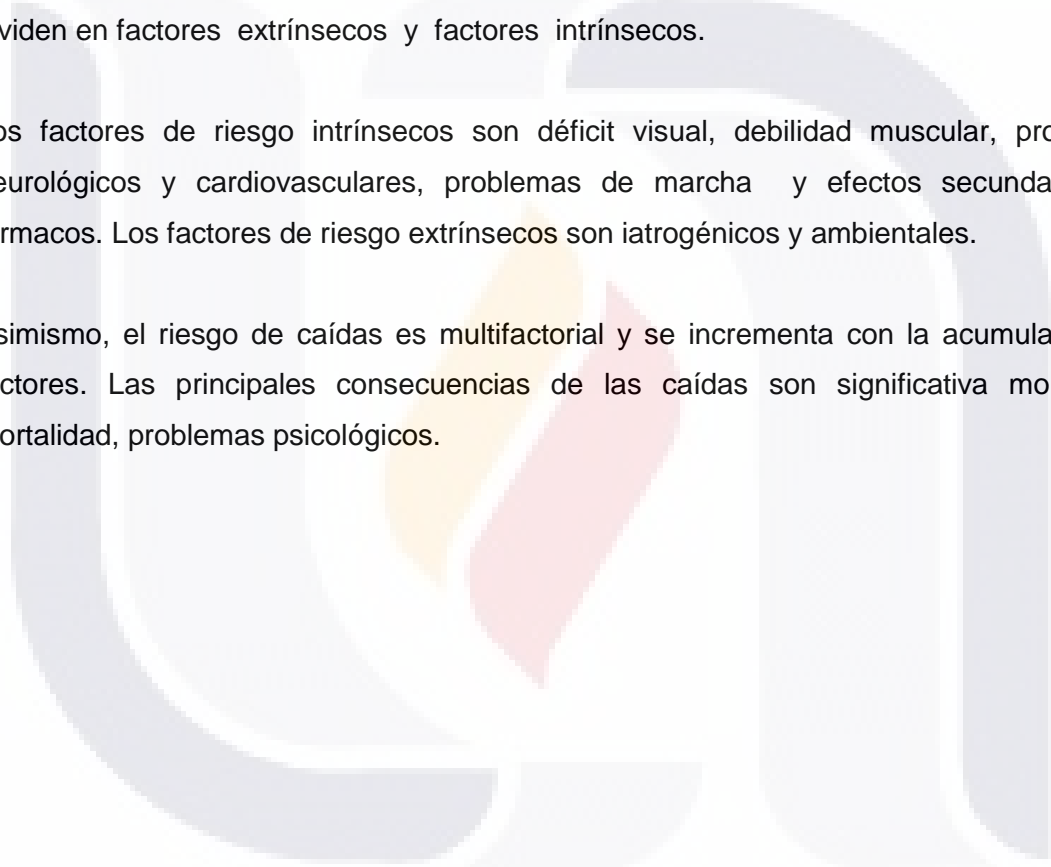 viden en factores extrínsecos y factores intrínsecos.
os factores de riesgo intrínsecos son déficit visual, debilidad muscular, pro
eurológicos y cardiovasculares, problemas de marcha y efectos secunda
rmacos. Los factores de riesgo extrínsecos son iatrogénicos y ambientales.
simismo, el riesgo de caídas es multifactorial y se incrementa con la acumula
ctores. Las principales consecuencias de las caídas son significativa mo
ortalidad, problemas psicológicos.